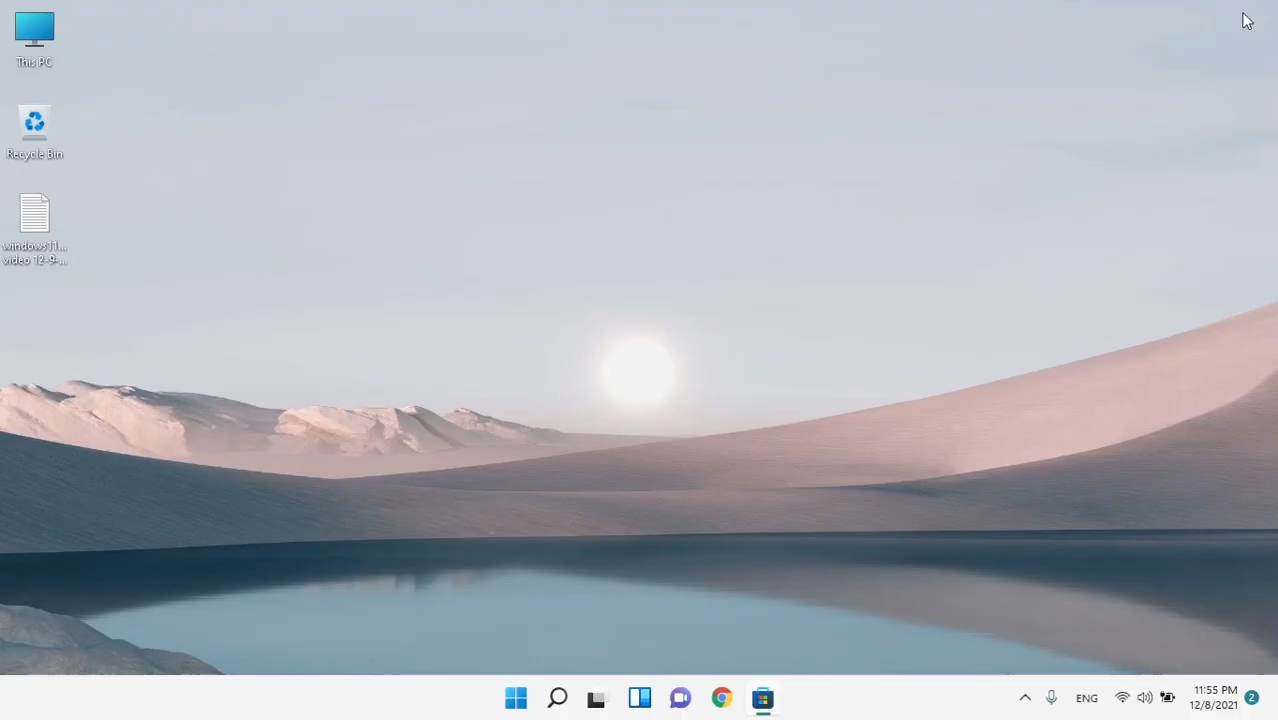 This PC
Recycle Bin
windows11...
video 12-9-...
ENG
11:55 PM
12/8/2021
2